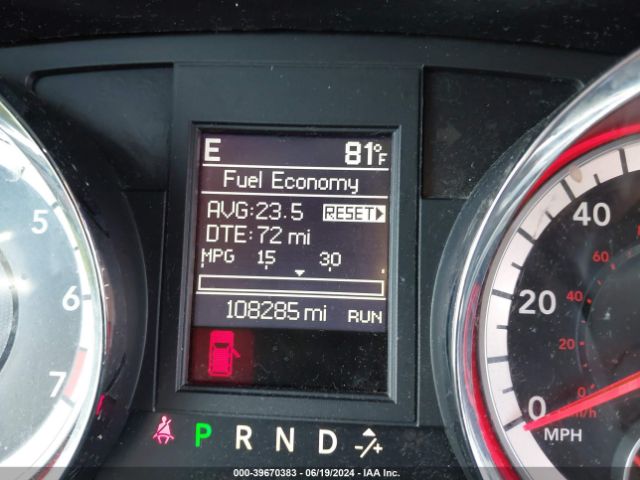 E 81°F
Fuel Economy
AVG:23.5 RESET
DTE:72 mi
MPG 15 30
108285 mi RUN
5
6
7
P R N D -/+
40
20
0
MPH
60
40
20
0
km/h
000-39670383 - 06/19/2024 - IAA Inc.